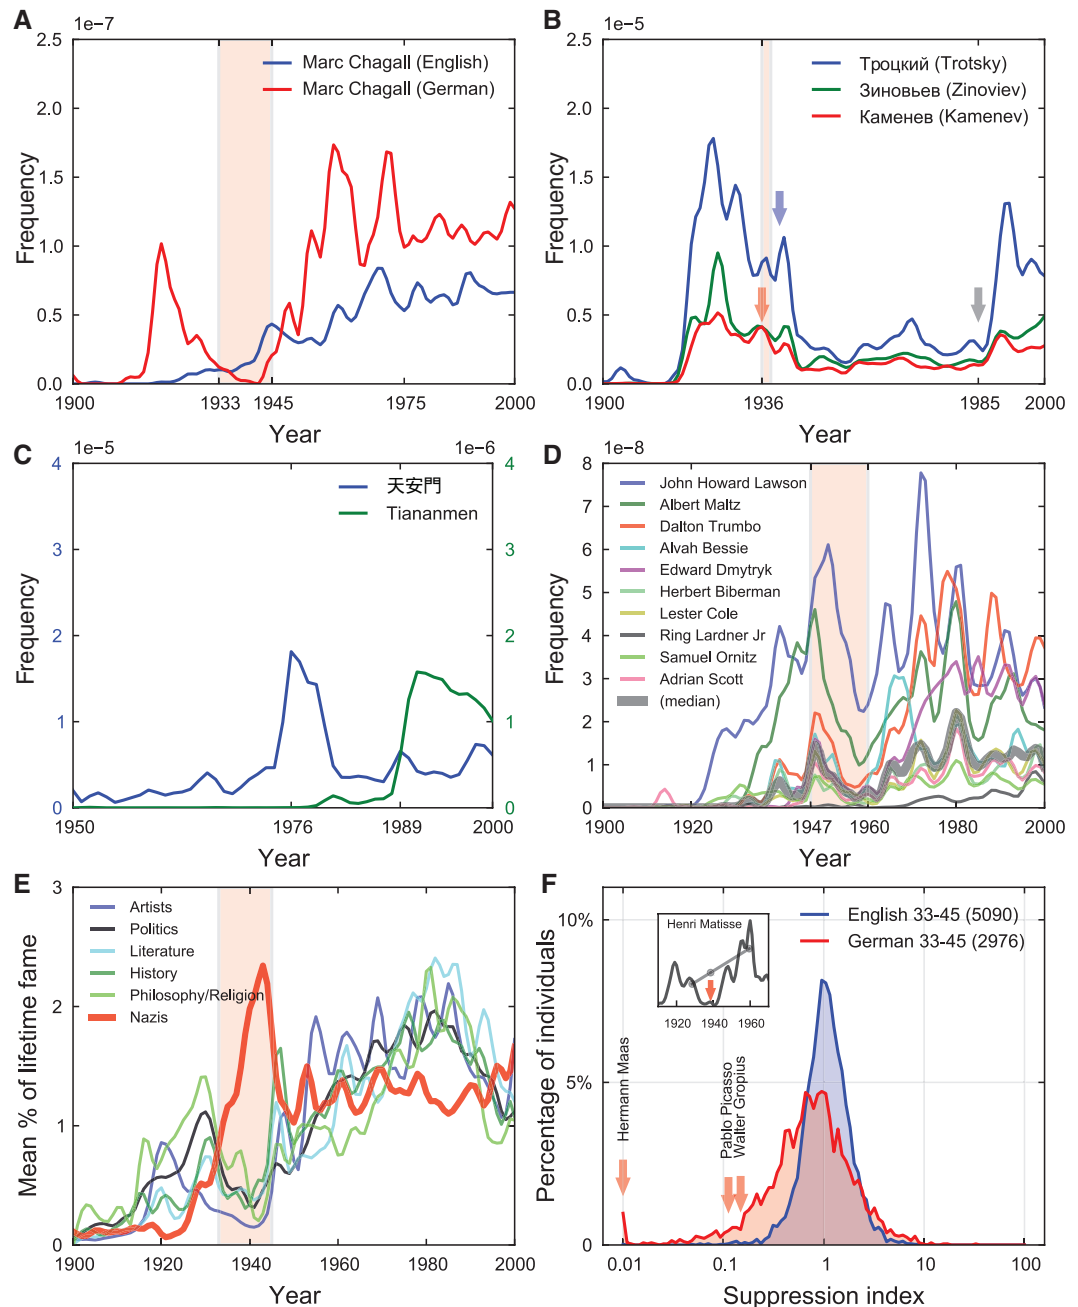 A
1e−7
2.5
2.0
1.5
1.0
0.5
0.0
Frequency
Marc Chagall (English)
Marc Chagall (German)
1900
1933
1945
1975
2000
Year
B
1e−5
2.5
2.0
1.5
1.0
0.5
0.0
Frequency
Троцкий (Trotsky)
Зиновьев (Zinoviev)
Каменев (Kamenev)
1900
1936
1985
2000
Year
C
1e−5
1e−6
4
3
2
1
0
Frequency
天安門
Tiananmen
4
3
2
1
0
1950
1976
1989
2000
Year
D
1e−8
8
7
6
5
4
3
2
1
0
Frequency
John Howard Lawson
Albert Maltz
Dalton Trumbo
Alvah Bessie
Edward Dmytryk
Herbert Biberman
Lester Cole
Ring Lardner Jr
Samuel Ornitz
Adrian Scott
(median)
1900
1920
1947
1960
1980
2000
Year
E
3
2
1
0
Mean % of lifetime fame
Artists
Politics
Literature
History
Philosophy/Religion
Nazis
1900
1920
1940
1960
1980
2000
Year
F
10%
5%
0
Percentage of individuals
English 33-45 (5090)
German 33-45 (2976)
Henri Matisse
1920
1940
1960
Hermann Maas
Pablo Picasso
Walter Gropius
0.01
0.1
1
10
100
Suppression index